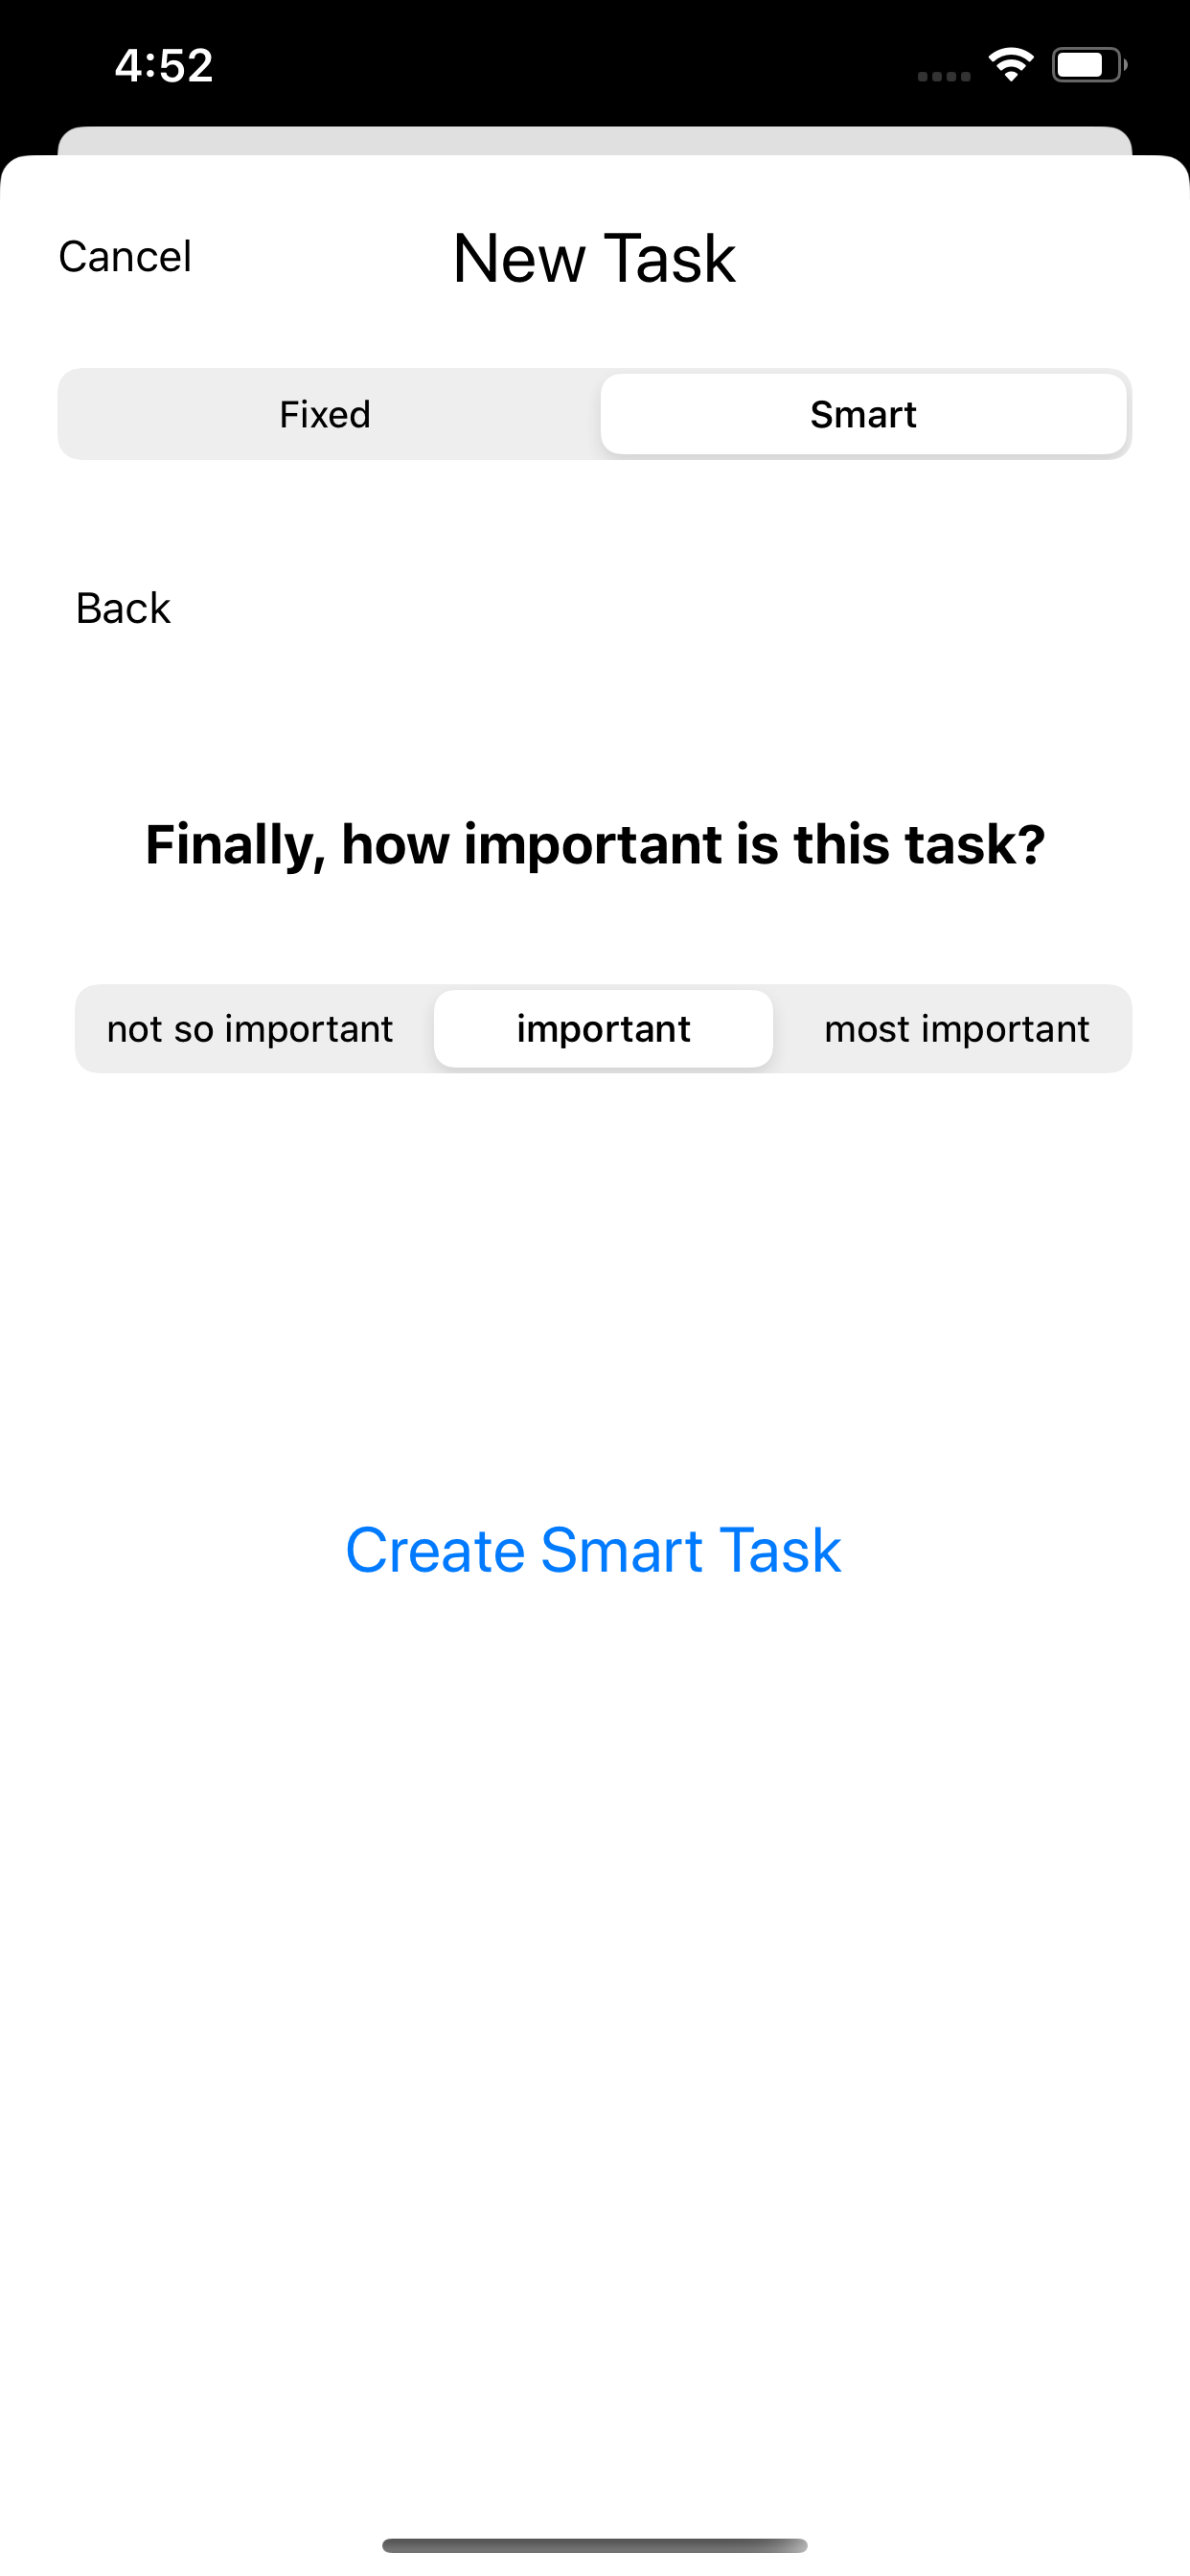 4:52
Cancel
New Task
Fixed
Smart
Back
Finally, how important is this task?
not so important
important
most important
Create Smart Task